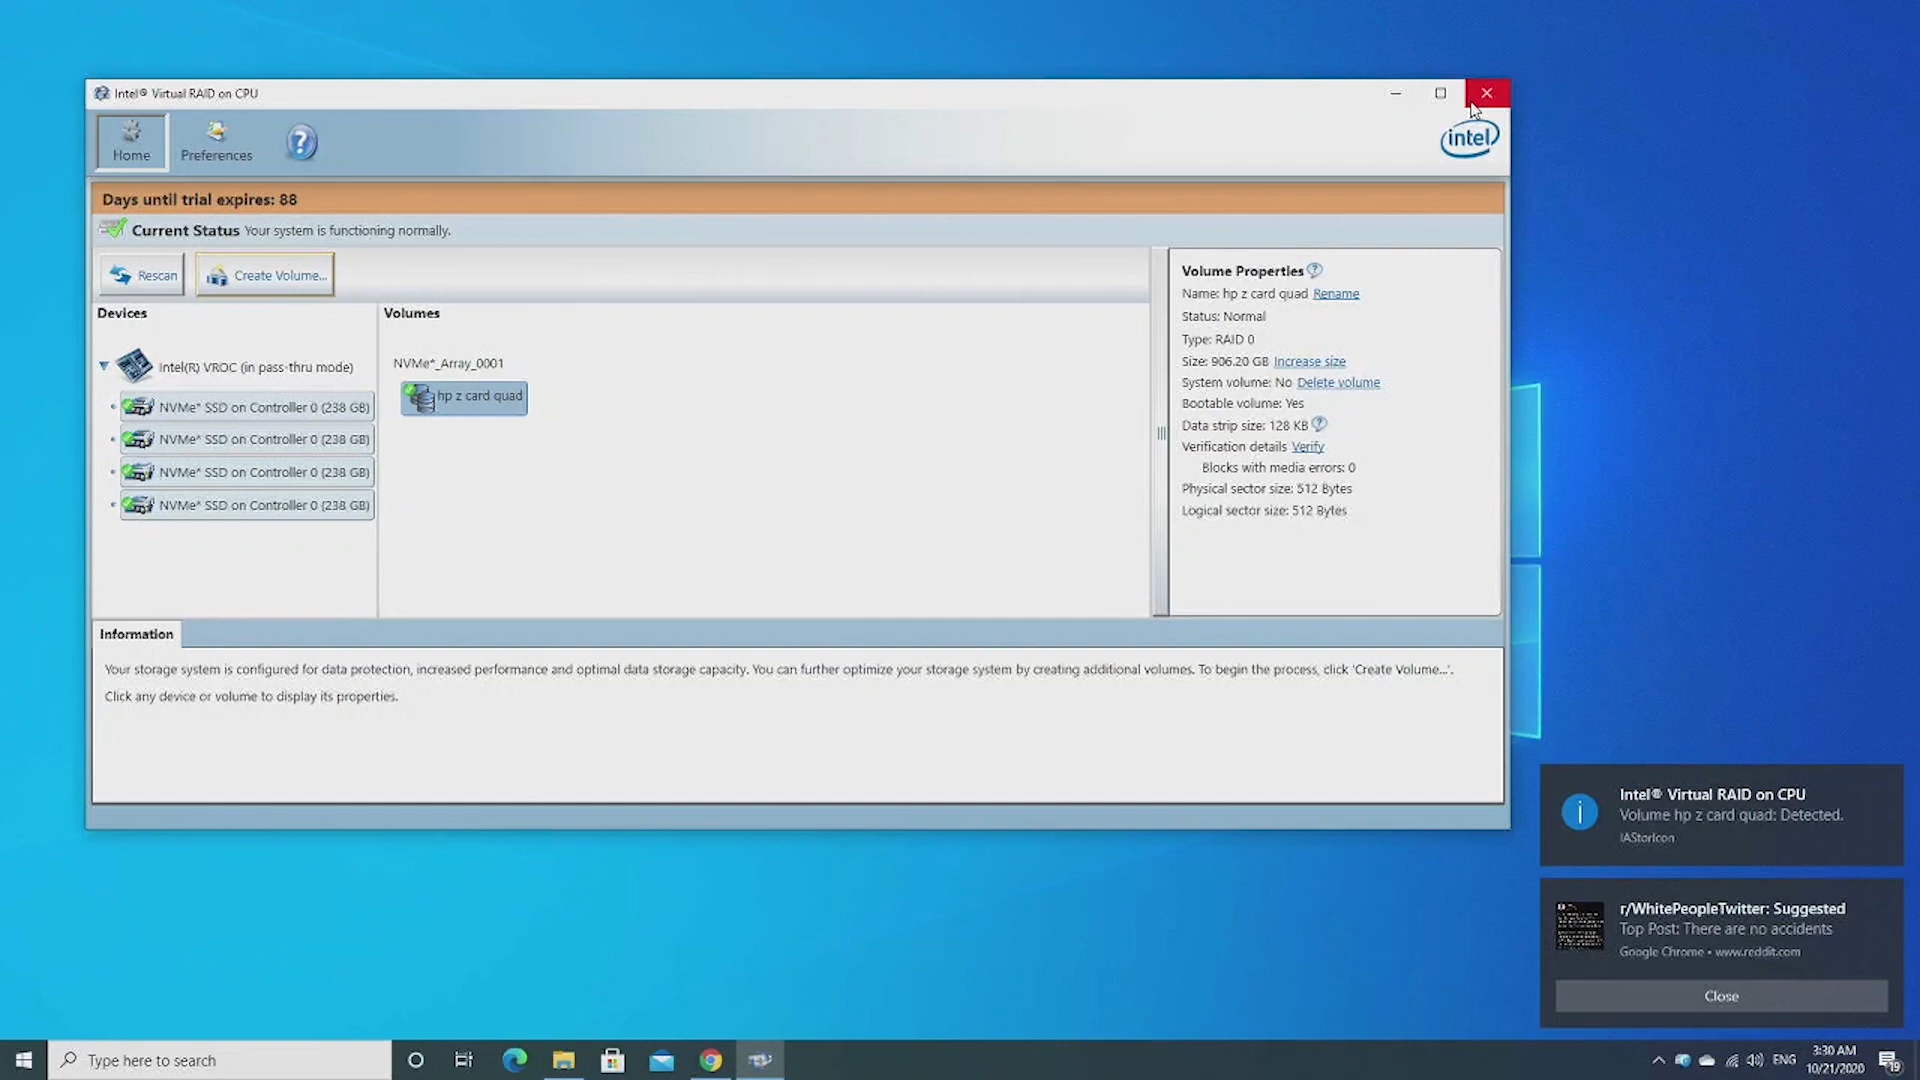 Intel® Virtual RAID on CPU
Home
Preferences
intel
Days until trial expires: 88
Current Status Your system is functioning normally.
Rescan
Create Volume...
Devices
Volumes
Intel(R) VROC (in pass-thru mode)
NVMe* SSD on Controller 0 (238 GB)
NVMe* SSD on Controller 0 (238 GB)
NVMe* SSD on Controller 0 (238 GB)
NVMe* SSD on Controller 0 (238 GB)
NVMe*_Array_0001
hp z card quad
Volume Properties
Name: hp z card quad Rename
Status: Normal
Type: RAID 0
Size: 906.20 GB Increase size
System volume: No Delete volume
Bootable volume: Yes
Data strip size: 128 KB
Verification details Verify
Blocks with media errors: 0
Physical sector size: 512 Bytes
Logical sector size: 512 Bytes
Information
Your storage system is configured for data protection, increased performance and optimal data storage capacity. You can further optimize your storage system by creating additional volumes. To begin the process, click 'Create Volume...'.
Click any device or volume to display its properties.
Intel® Virtual RAID on CPU
Volume hp z card quad: Detected.
IAStorIcon
r/WhitePeopleTwitter: Suggested
Top Post: There are no accidents
Google Chrome • www.reddit.com
Close
Type here to search
ENG
3:30 AM
10/21/2020
19